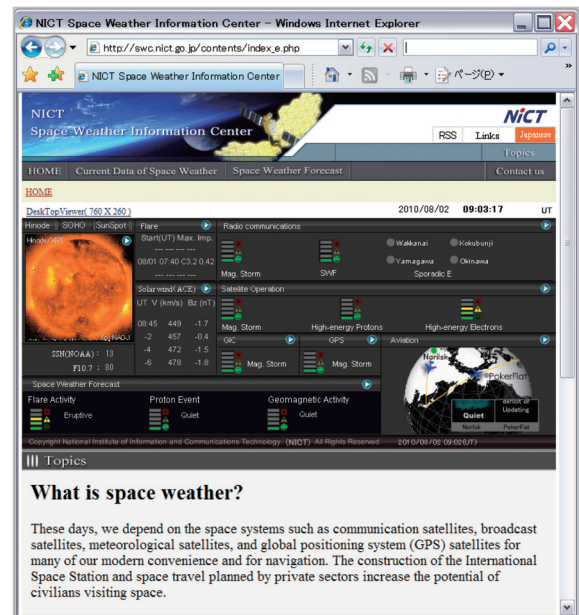 NICT Space Weather Information Center - Windows Internet Explorer
http://swc.nict.go.jp/contents/index_e.php
NICT Space Weather Information Center
ページ(P)
NICT
NICT
Space Weather Information Center
RSS Links Japanese
Topics
HOME Current Data of Space Weather Space Weather Forecast Contact us
HOME
DeskTopViewer( 760 X 260 ) 2010/08/02 09:03:17 UT
Hinode SOHO SunSpot Flare Radio communications
Hinode/XRT Start(UT) Max. Imp.
--- --- --- ---
08/01 07:40 C3.2 0.42
--- --- --- ---
Wakkanai Kokubunji
Yamagawa Okinawa
Mag. Storm SWF Sporadic E
Solar wind(ACE) Satelite Operation
UT V (km/s) Bz (nT)
08:45 449 -1.7
-2 457 -0.4
-4 472 -1.5
-6 478 -1.8
Mag. Storm High-energy Protons High-energy Electrons
GIC GPS Aviation
Mag. Storm Mag. Storm
NAOJ
SSN(NOAA) : 13
F10.7 : 80
Norilsk
PokerFlat
Quiet
Updating
Norilsk PokerFlat
Space Weather Forecast
Flare Activity Proton Event Geomagnetic Activity
Eruptive Quiet Quiet
Copyright National Institute of Information and Communications Technology. (NICT) All Rights Reserved 2010/08/02 09:02(UT)
Topics
What is space weather?
These days, we depend on the space systems such as communication satellites, broadcast
satellites, meteorological satellites, and global positioning system (GPS) satellites for
many of our modern convenience and for navigation. The construction of the International
Space Station and space travel planned by private sectors increase the potential of
civilians visiting space.